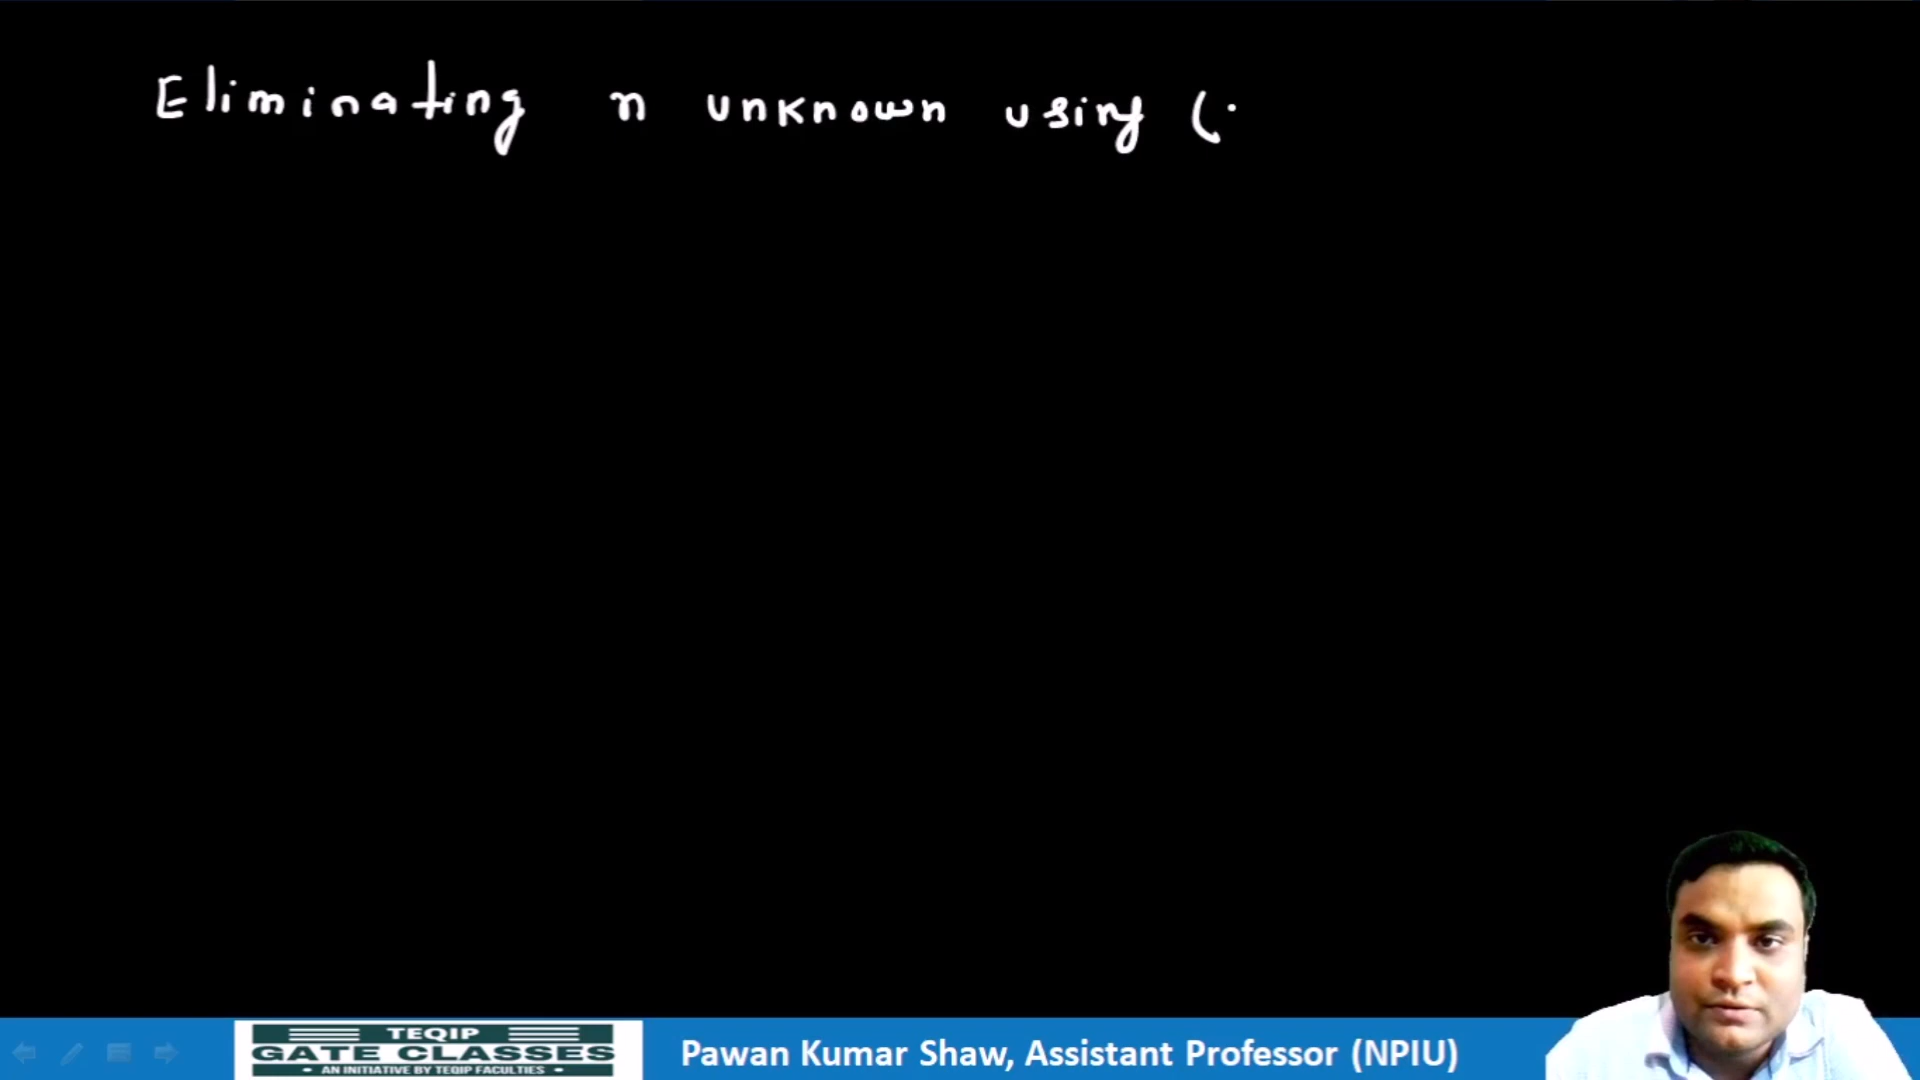 Eliminating n unknown using (
TEQIP
GATE CLASSES
• AN INITIATIVE BY TEQIP FACULTIES •
Pawan Kumar Shaw, Assistant Professor (NPIU)